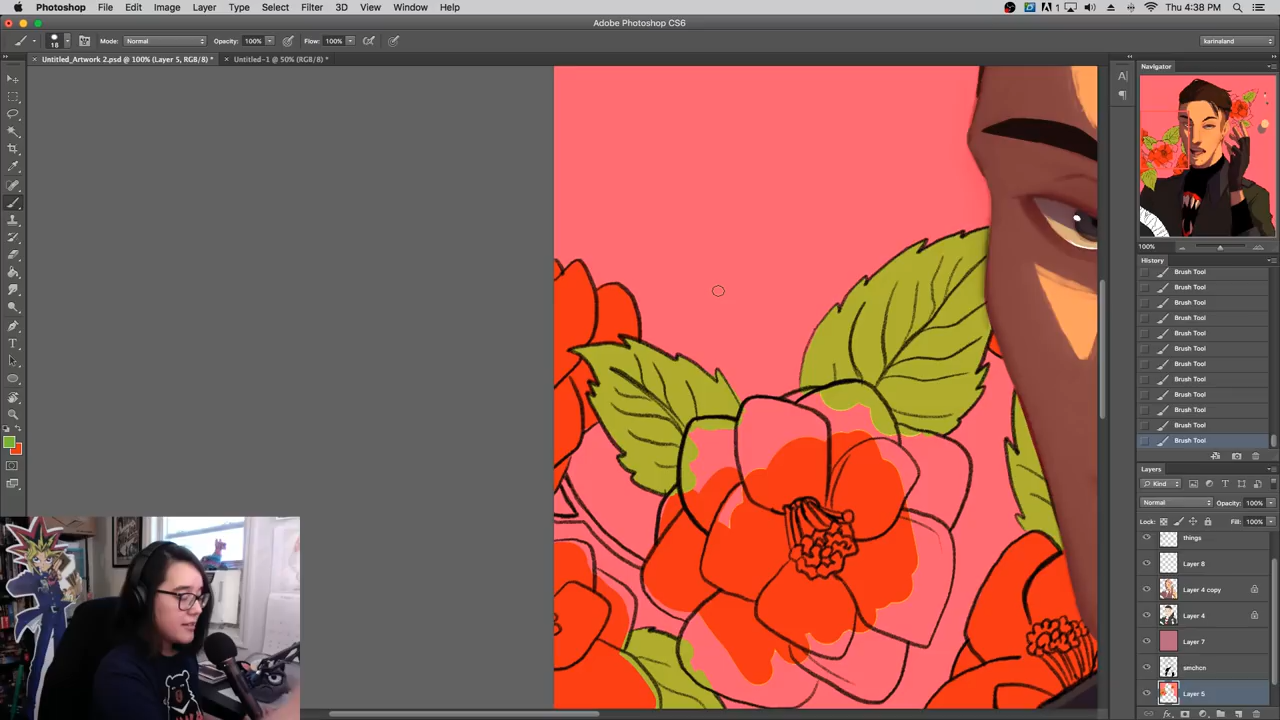 Photoshop File Edit Image Layer Type Select Filter 3D View Window Help
1
Thu 4:38 PM
Adobe Photoshop CS6
18
Mode: Normal
Opacity: 100%
Flow: 100%
karinaland
Untitled_Artwork 2.psd @ 100% (Layer 5, RGB/8) *
Untitled-1 @ 50% (RGB/8) *
Navigator
100%
History
Brush Tool
Brush Tool
Brush Tool
Brush Tool
Brush Tool
Brush Tool
Brush Tool
Brush Tool
Brush Tool
Brush Tool
Brush Tool
Brush Tool
Layers
Kind
Normal
Opacity: 100%
Lock:
Fill: 100%
things
Layer 8
Layer 4 copy
Layer 4
Layer 7
smchcn
Layer 5